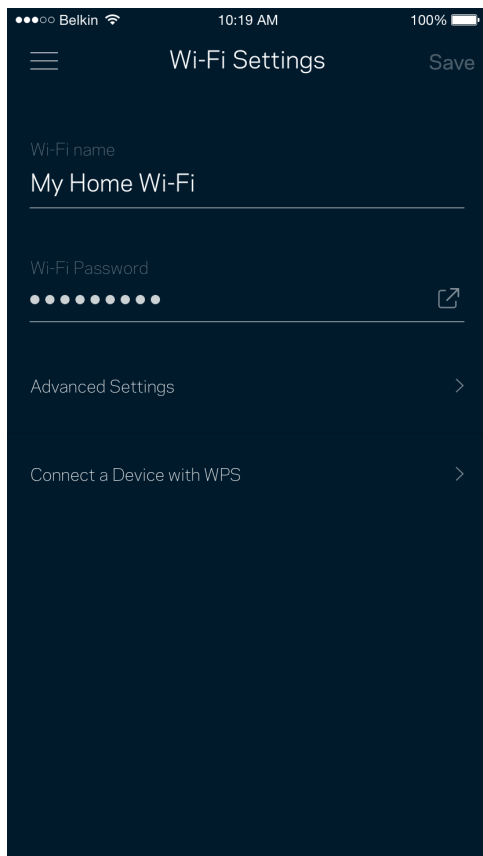 Belkin 10:19 AM 100%
Wi-Fi Settings Save
Wi-Fi name
My Home Wi-Fi
Wi-Fi Password
●●●●●●●●●
Advanced Settings
Connect a Device with WPS